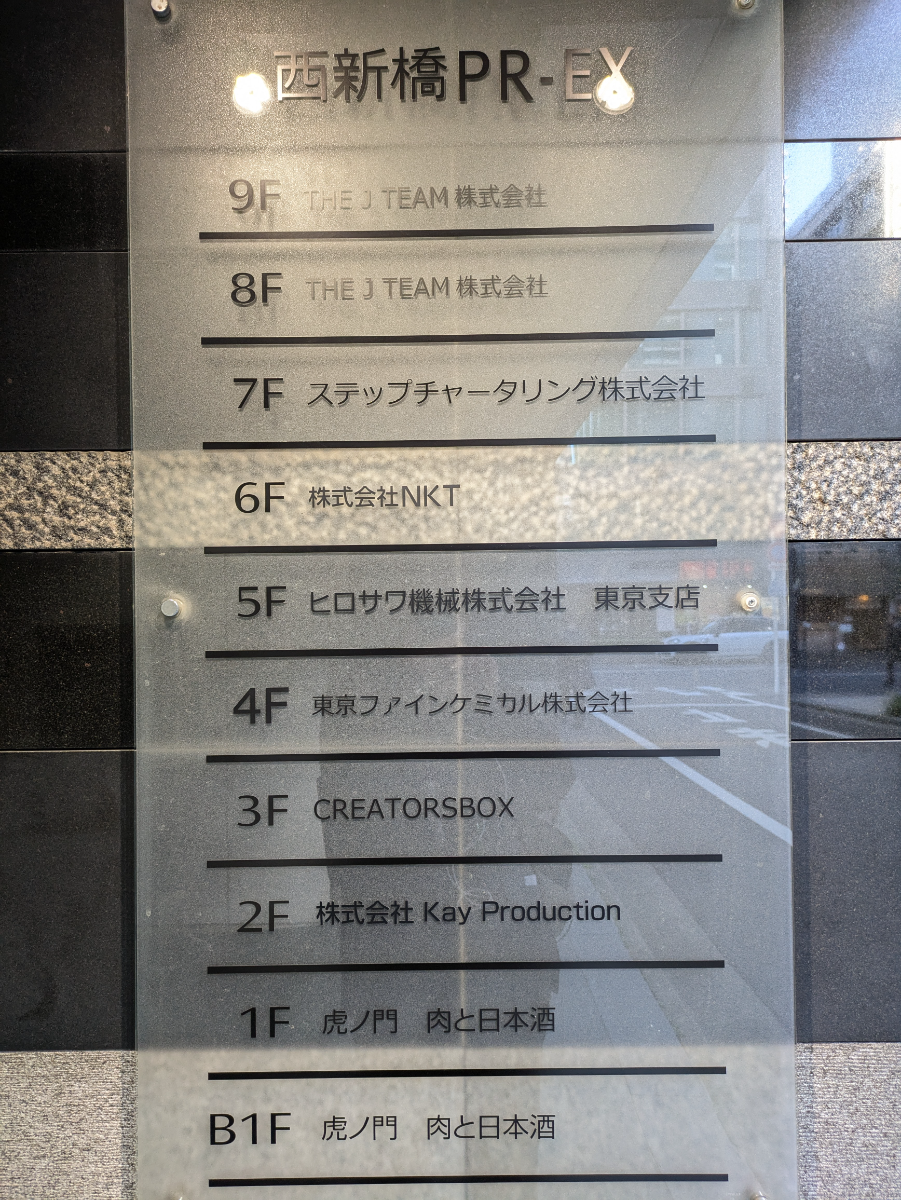 西新橋PR-EX
9F THE J TEAM 株式会社
8F THE J TEAM 株式会社
7F ステップチャータリング株式会社
6F 株式会社NKT
5F ヒロサワ機械株式会社　東京支店
4F 東京ファインケミカル株式会社
3F CREATORSBOX
2F 株式会社 Kay Production
1F 虎ノ門　肉と日本酒
B1F 虎ノ門　肉と日本酒